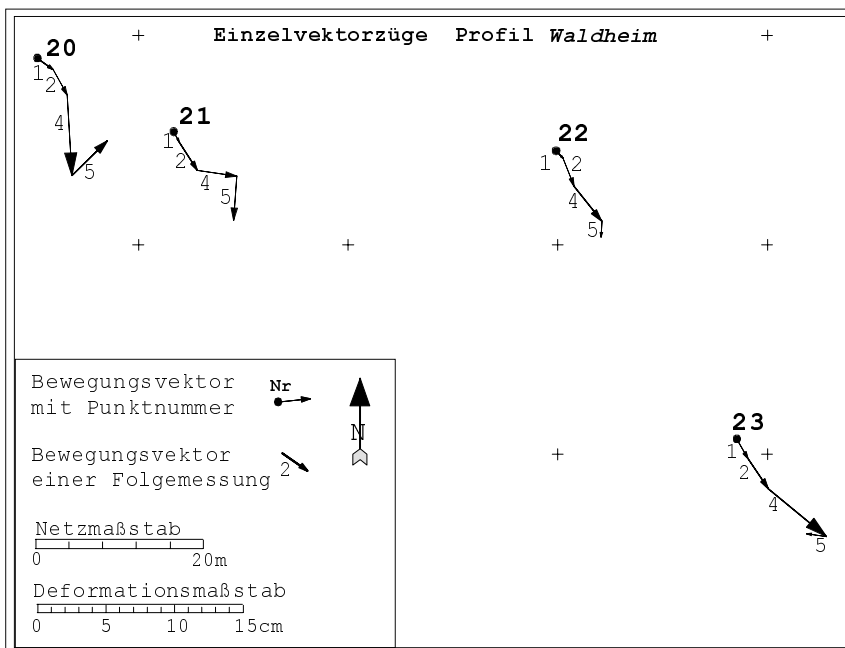 Einzelvektorzüge Profil Waldheim
20
1
2
4
5
21
1
2
4
5
22
1
2
4
5
23
1
2
4
5
Bewegungsvektor
mit Punktnummer
Nr
N
Bewegungsvektor
einer Folgemessung
2
Netzmaßstab
0 20m
Deformationsmaßstab
0 5 10 15cm